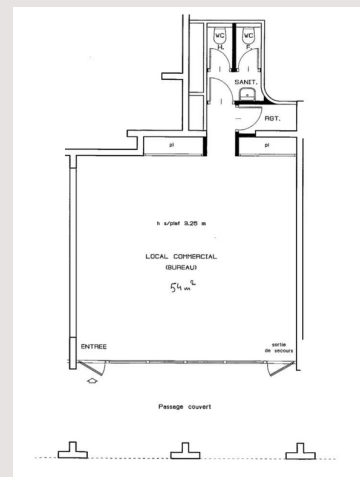 WC WC
H. F.
SANIT.
RGT.
pl pl
h s/plaf 3.25 m
LOCAL COMMERCIAL
(BUREAU)
54 m²
ENTREE
sortie
de secours
Passage couvert